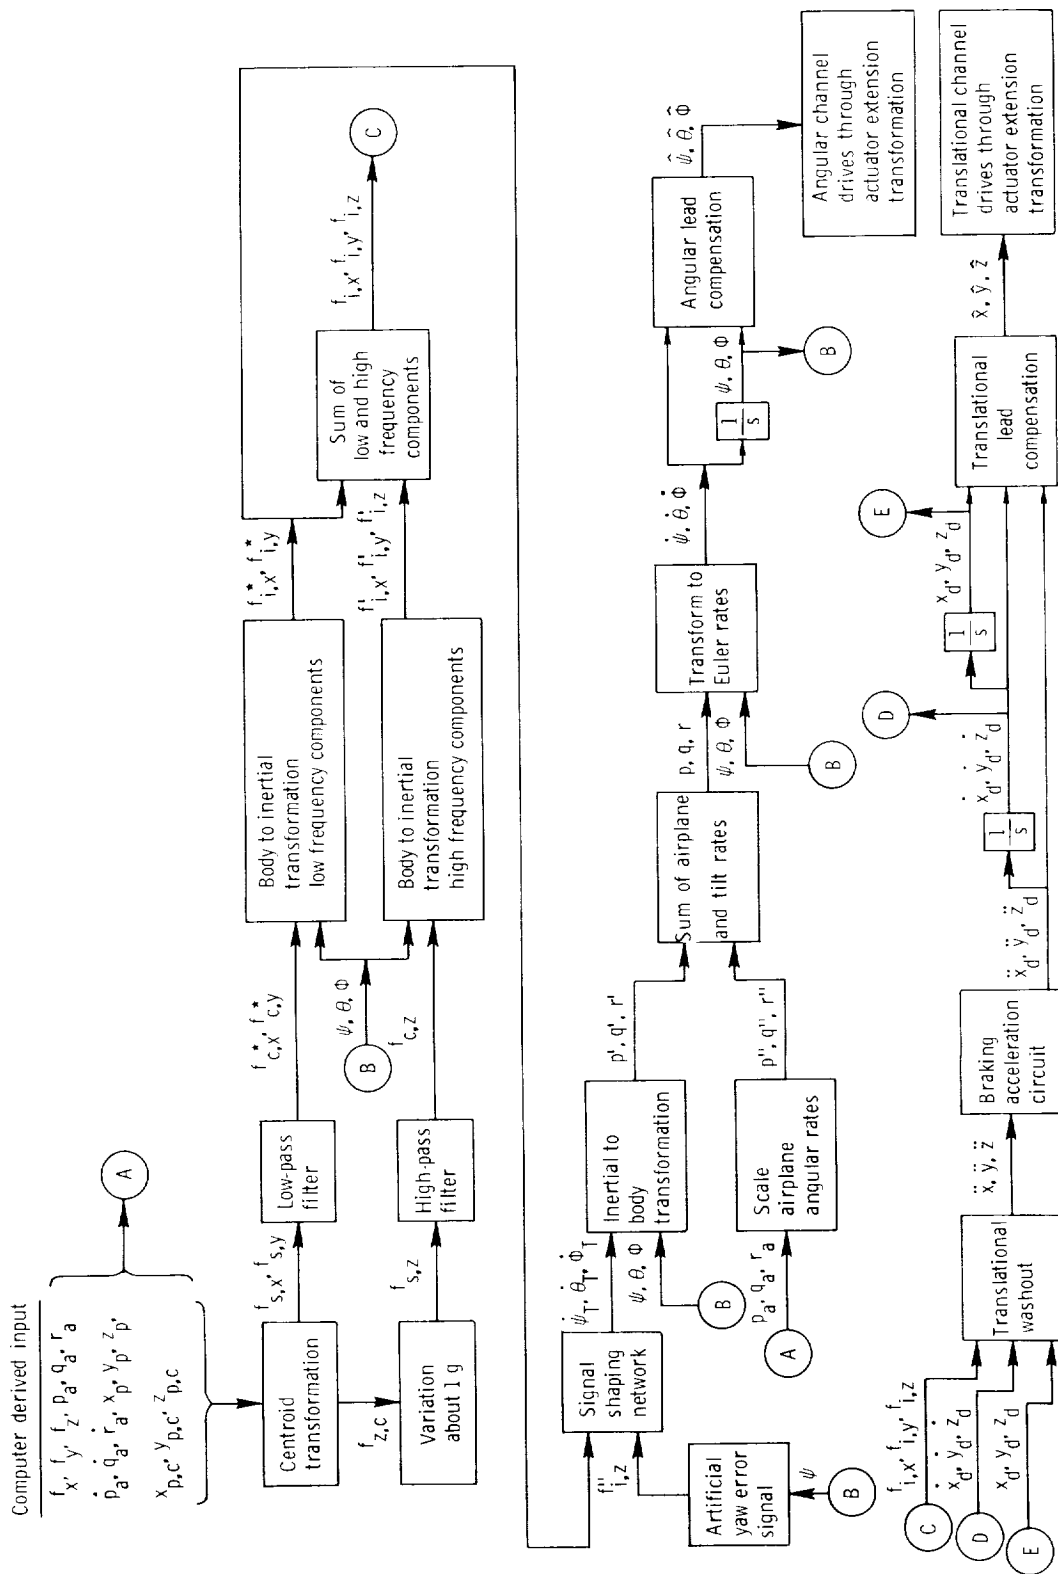 Computer derived input
f_x, f_y, f_z, p_a, q_a, r_a
ṗ_a, q̇_a, ṙ_a, x_p, y_p, z_p,
x_p,c, y_p,c, z_p,c
A
Centroid
transformation
f_s,x, f_s,y
Low-pass
filter
f*_c,x, f*_c,y
Body to inertial
transformation
low frequency components
f*_i,x, f*_i,y
f_z,c
Variation
about 1 g
f_s,z
High-pass
filter
f_c,z
B
ψ, θ, Φ
Body to inertial
transformation
high frequency components
f'_i,x, f'_i,y, f'_i,z
Sum of
low and high
frequency
components
f_i,x, f_i,y, f_i,z
C
Signal
shaping
network
ψ̇_T, θ̇_T, Φ̇_T
f''_i,z
Artificial
yaw error
signal
ψ
B
Inertial to
body
transformation
ψ, θ, Φ
B
p', q', r'
A
p_a, q_a, r_a
Scale
airplane
angular rates
p'', q'', r''
Sum of airplane
and tilt rates
p, q, r
ψ, θ, Φ
B
Transform to
Euler rates
ψ̇, θ̇, Φ̇
1
s
ψ, θ, Φ
B
Angular lead
compensation
ψ̂, θ̂, Φ̂
Angular channel
drives through
actuator extension
transformation
C
f_i,x, f_i,y, f_i,z
D
ẋ_d, ẏ_d, ż_d
E
x_d, y_d, z_d
Translational
washout
ẍ, ÿ, z̈
Braking
acceleration
circuit
ẍ_d, ÿ_d, z̈_d
1
s
ẋ_d, ẏ_d, ż_d
D
1
s
x_d, y_d, z_d
E
Translational
lead
compensation
x̂, ŷ, ẑ
Translational channel
drives through
actuator extension
transformation